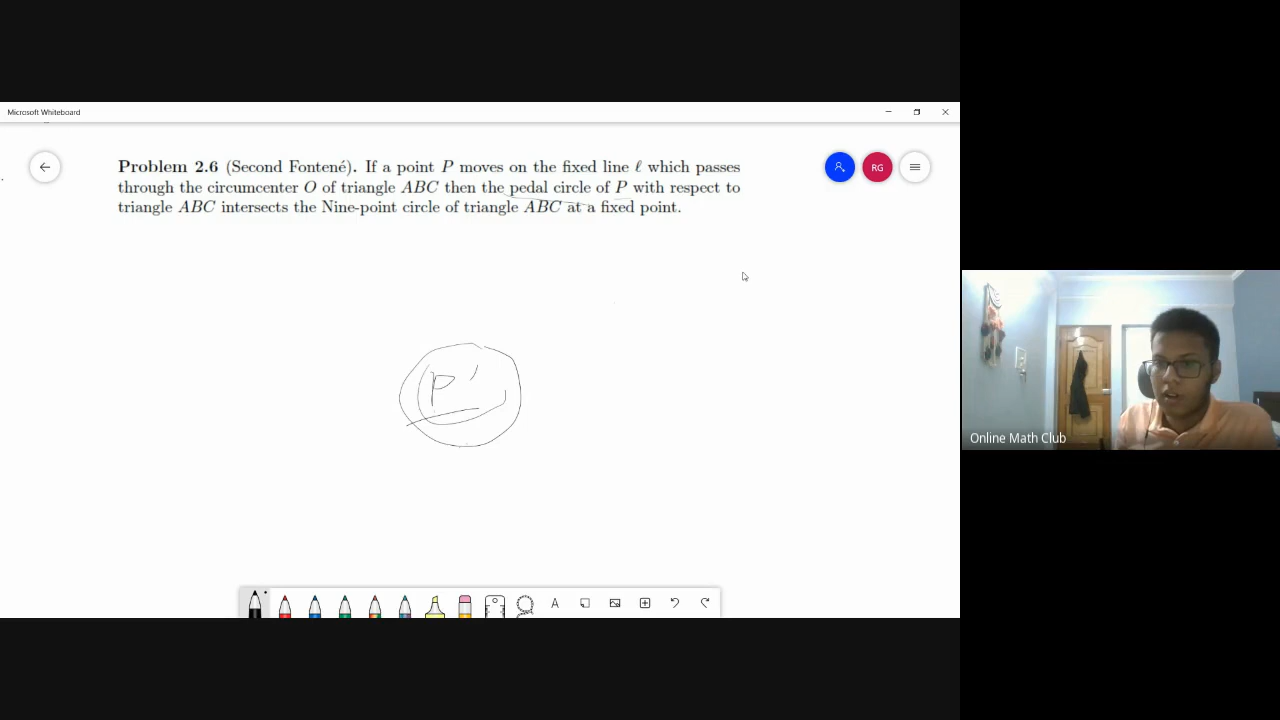 Microsoft Whiteboard
Problem 2.6 (Second Fontené). If a point P moves on the fixed line ℓ which passes
through the circumcenter O of triangle ABC then the pedal circle of P with respect to
triangle ABC intersects the Nine-point circle of triangle ABC at a fixed point.
RG
P'
A
Online Math Club